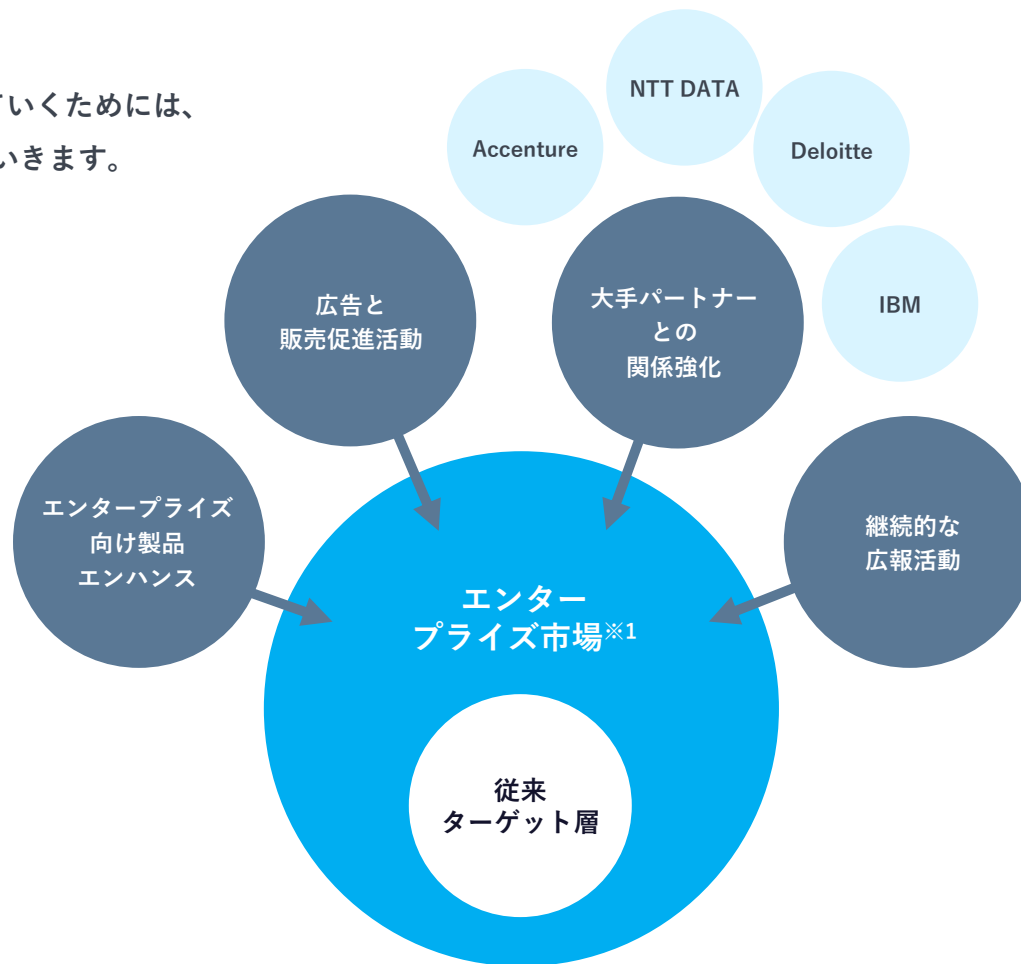 ていくためには、
いきます。
NTT DATA
Accenture
Deloitte
IBM
広告と
販売促進活動
大手パートナー
との
関係強化
エンタープライズ
向け製品
エンハンス
継続的な
広報活動
エンター
プライズ市場※1
従来
ターゲット層